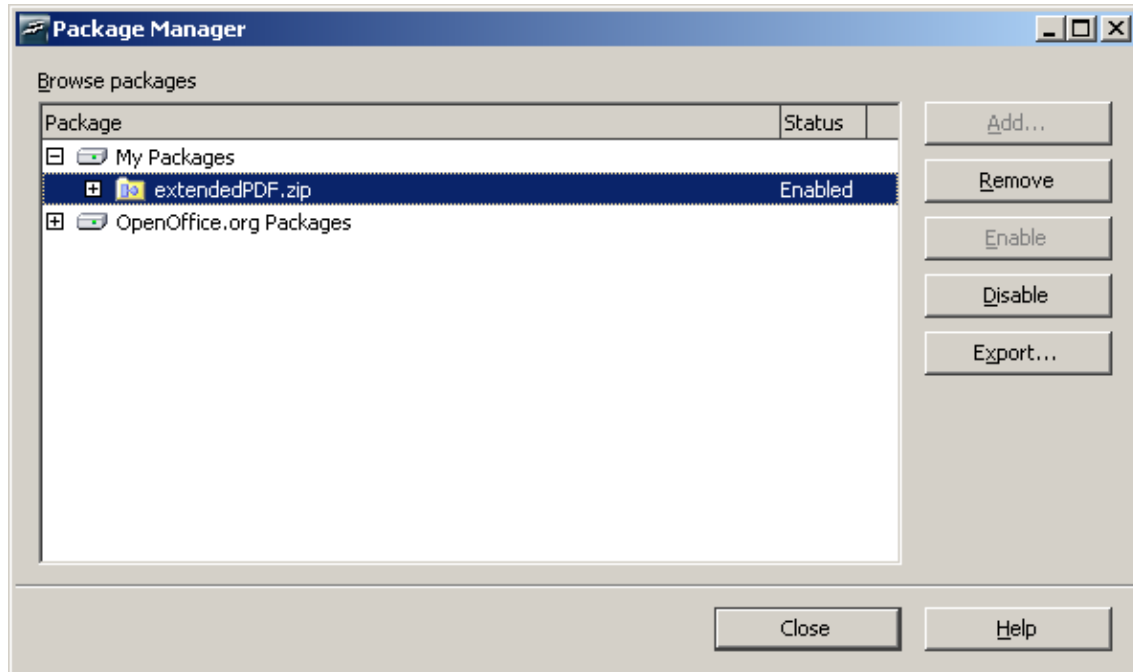 Package Manager
Browse packages
Package Status
My Packages
extendedPDF.zip Enabled
OpenOffice.org Packages
Add...
Remove
Enable
Disable
Export...
Close Help